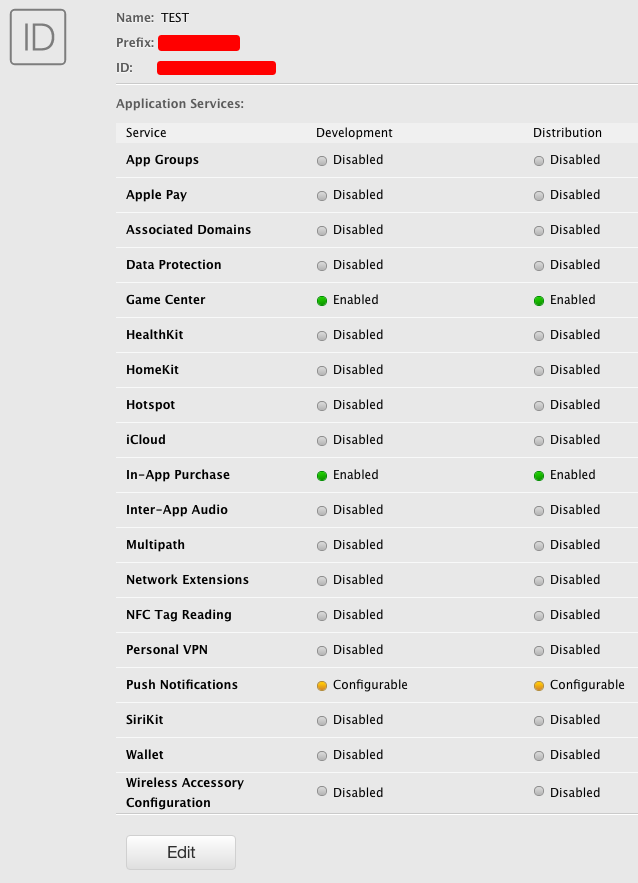 ID
Name: TEST
Prefix:
ID:
Application Services:
Service Development Distribution
App Groups Disabled Disabled
Apple Pay Disabled Disabled
Associated Domains Disabled Disabled
Data Protection Disabled Disabled
Game Center Enabled Enabled
HealthKit Disabled Disabled
HomeKit Disabled Disabled
Hotspot Disabled Disabled
iCloud Disabled Disabled
In-App Purchase Enabled Enabled
Inter-App Audio Disabled Disabled
Multipath Disabled Disabled
Network Extensions Disabled Disabled
NFC Tag Reading Disabled Disabled
Personal VPN Disabled Disabled
Push Notifications Configurable Configurable
SiriKit Disabled Disabled
Wallet Disabled Disabled
Wireless Accessory
Configuration Disabled Disabled
Edit